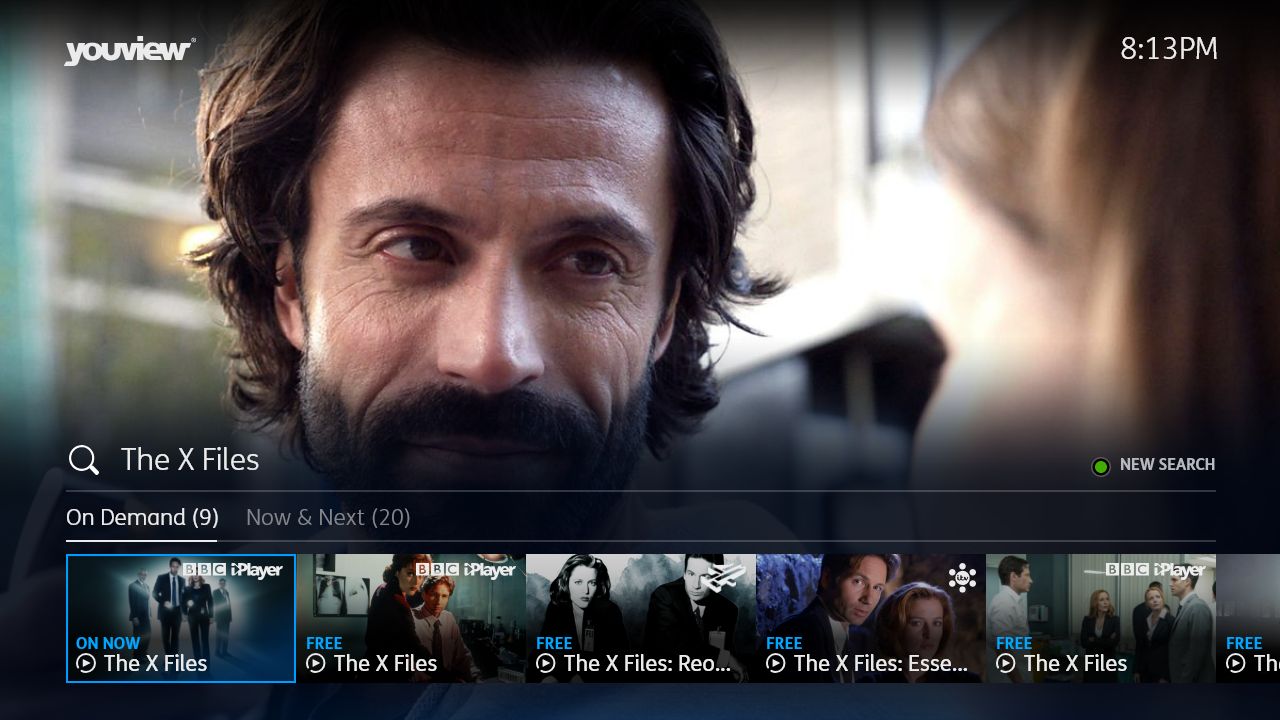 youview®
8:13PM
The X Files
NEW SEARCH
On Demand (9)
Now & Next (20)
BBC iPlayer
ON NOW
The X Files
BBC iPlayer
FREE
The X Files
FREE
The X Files: Reo...
itv
FREE
The X Files: Esse...
BBC iPlayer
FREE
The X Files
FREE